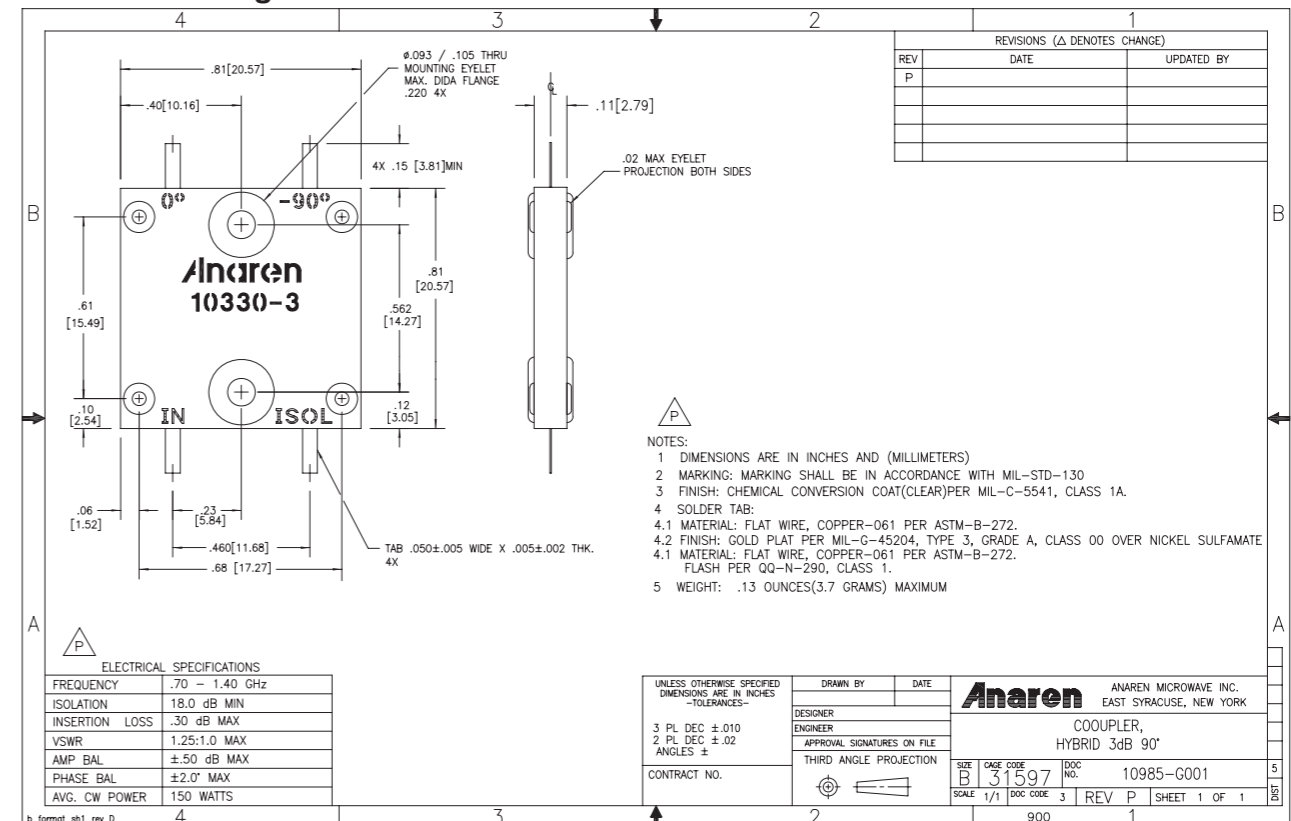 4 3 2 1
REVISIONS (△ DENOTES CHANGE)
REV DATE UPDATED BY
P
.81[20.57]
.40[10.16]
ø.093 / .105 THRU
MOUNTING EYELET
MAX. DIDA FLANGE
.220 4X
.11[2.79]
4X .15 [3.81]MIN
.02 MAX EYELET
PROJECTION BOTH SIDES
B B
0° -90°
Anaren
10330-3
.61
[15.49]
.562
[14.27]
.81
[20.57]
.10
[2.54]
IN ISOL
.12
[3.05]
.06
[1.52]
.23
[5.84]
.460[11.68]
.68 [17.27]
TAB .050±.005 WIDE X .005±.002 THK.
4X
P
NOTES:
1 DIMENSIONS ARE IN INCHES AND (MILLIMETERS)
2 MARKING: MARKING SHALL BE IN ACCORDANCE WITH MIL-STD-130
3 FINISH: CHEMICAL CONVERSION COAT(CLEAR)PER MIL-C-5541, CLASS 1A.
4 SOLDER TAB:
4.1 MATERIAL: FLAT WIRE, COPPER-061 PER ASTM-B-272.
4.2 FINISH: GOLD PLAT PER MIL-G-45204, TYPE 3, GRADE A, CLASS 00 OVER NICKEL SULFAMATE
4.1 MATERIAL: FLAT WIRE, COPPER-061 PER ASTM-B-272.
FLASH PER QQ-N-290, CLASS 1.
5 WEIGHT: .13 OUNCES(3.7 GRAMS) MAXIMUM
A A
P
ELECTRICAL SPECIFICATIONS
FREQUENCY .70 - 1.40 GHz
ISOLATION 18.0 dB MIN
INSERTION LOSS .30 dB MAX
VSWR 1.25:1.0 MAX
AMP BAL ±.50 dB MAX
PHASE BAL ±2.0° MAX
AVG. CW POWER 150 WATTS
UNLESS OTHERWISE SPECIFIED
DIMENSIONS ARE IN INCHES
-TOLERANCES-
3 PL DEC ±.010
2 PL DEC ±.02
ANGLES ±
CONTRACT NO.
DRAWN BY DATE
DESIGNER
ENGINEER
APPROVAL SIGNATURES ON FILE
THIRD ANGLE PROJECTION
Anaren
ANAREN MICROWAVE INC.
EAST SYRACUSE, NEW YORK
COOUPLER,
HYBRID 3dB 90°
SIZE B CAGE CODE 31597 DOC NO. 10985-G001
SCALE 1/1 DOC CODE 3 REV P SHEET 1 OF 1
5
DIST
b format sh1 rev D
4 3 2 900 1